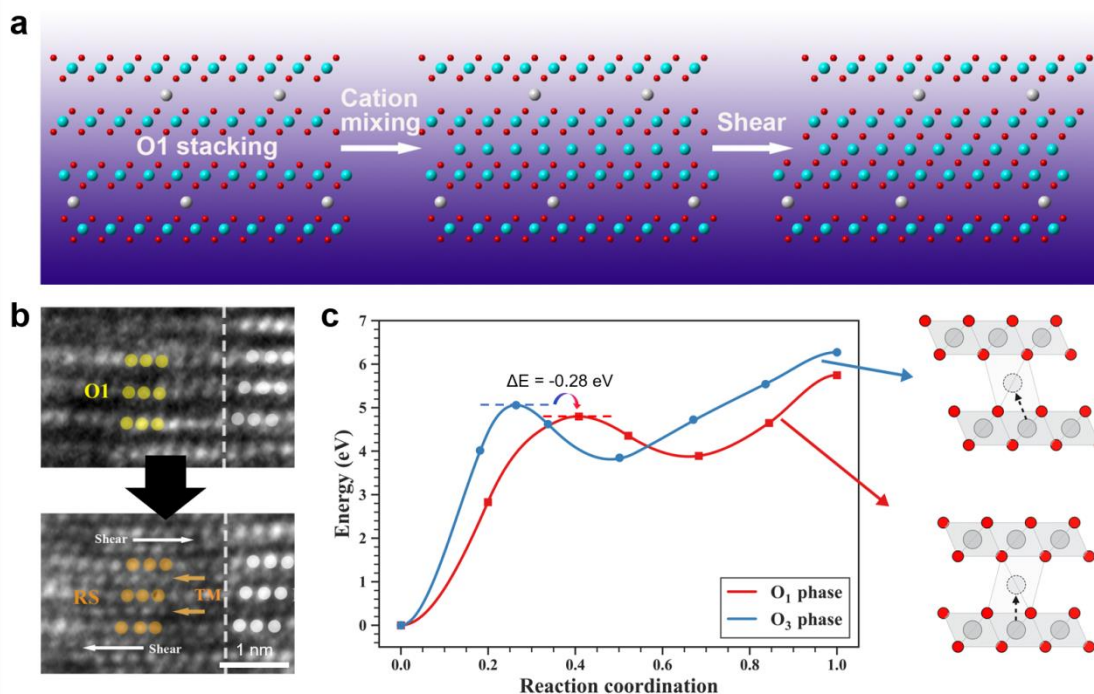 a
Cation
mixing
Shear
O1 stacking
b
O1
Shear
RS
TM
Shear
1 nm
c
7
6
5
4
3
2
1
0
Energy (eV)
ΔE = -0.28 eV
O₁ phase
O₃ phase
0.0 0.2 0.4 0.6 0.8 1.0
Reaction coordination